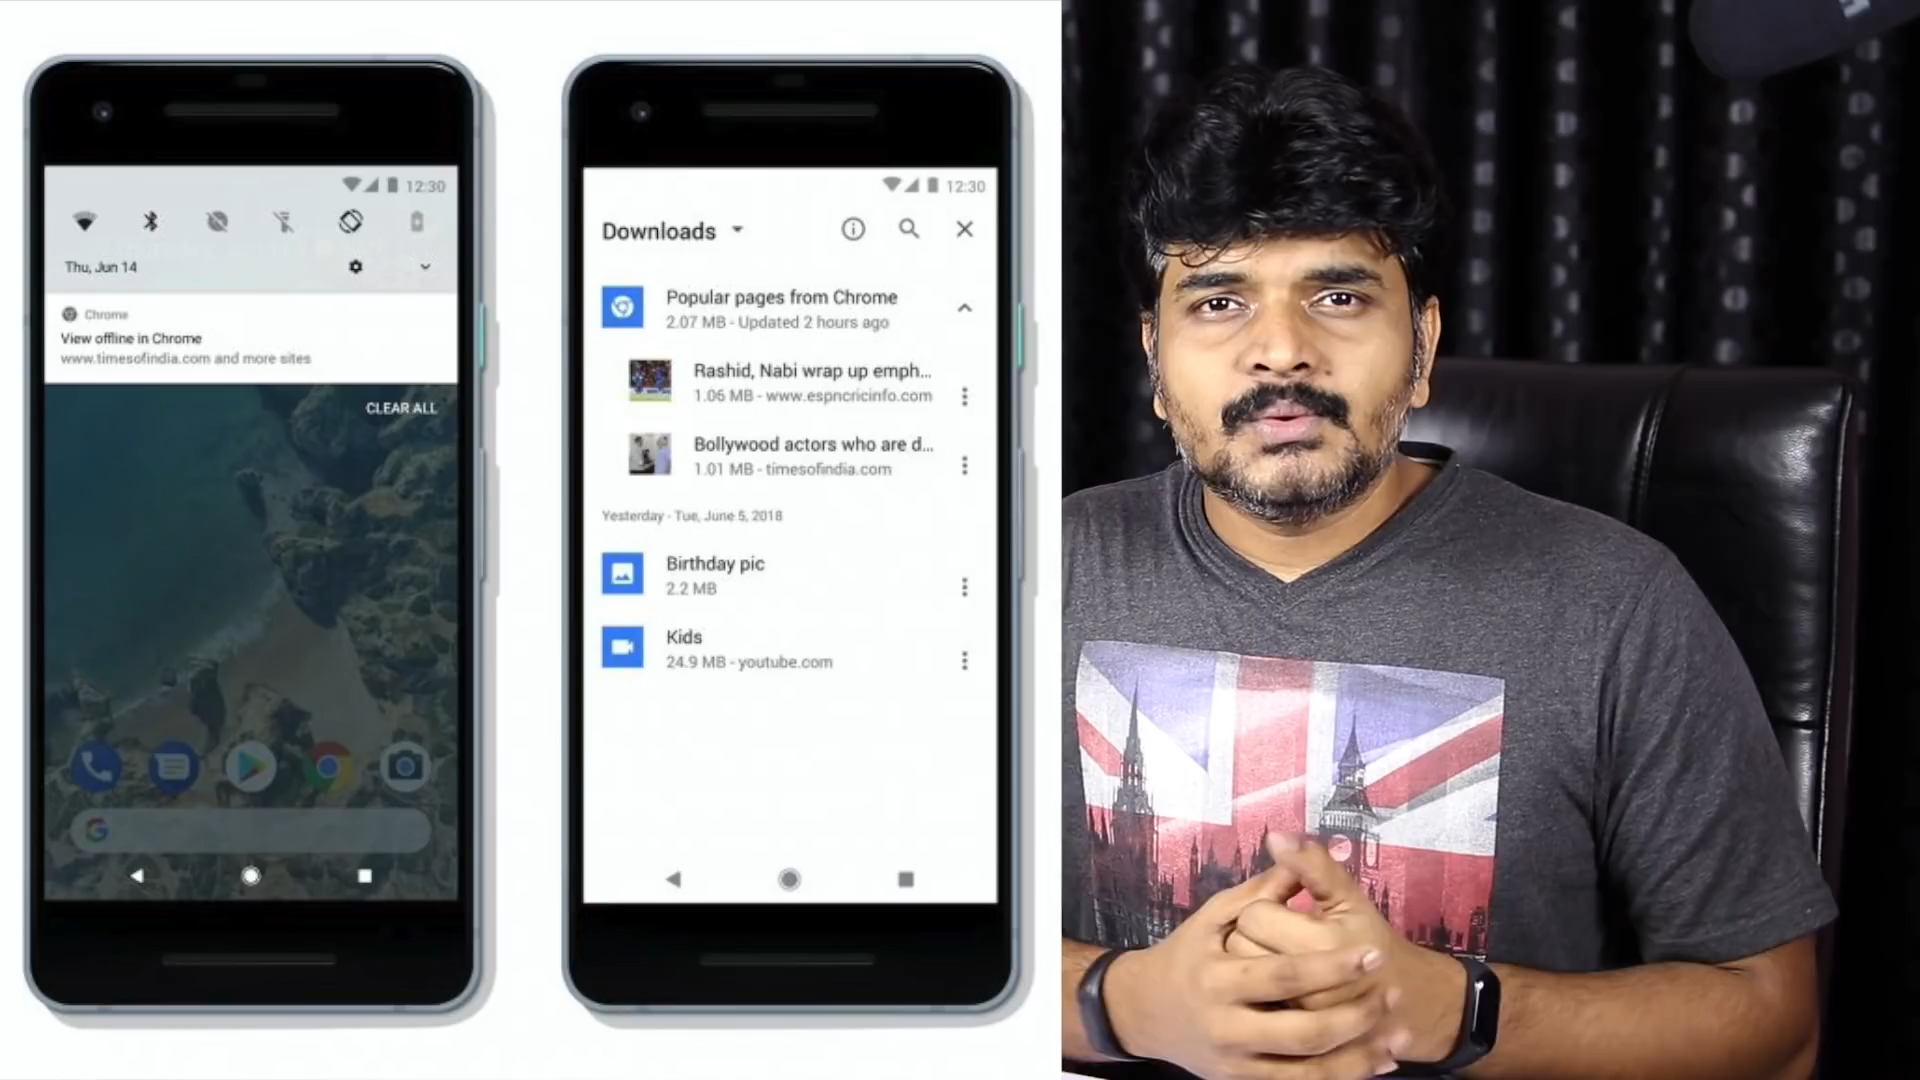 12:30
Thu, Jun 14
Chrome
View offline in Chrome
www.timesofindia.com and more sites
CLEAR ALL
G
12:30
Downloads
Popular pages from Chrome
2.07 MB - Updated 2 hours ago
Rashid, Nabi wrap up emph...
1.06 MB - www.espncricinfo.com
Bollywood actors who are d...
1.01 MB - timesofindia.com
Yesterday - Tue, June 5, 2018
Birthday pic
2.2 MB
Kids
24.9 MB - youtube.com